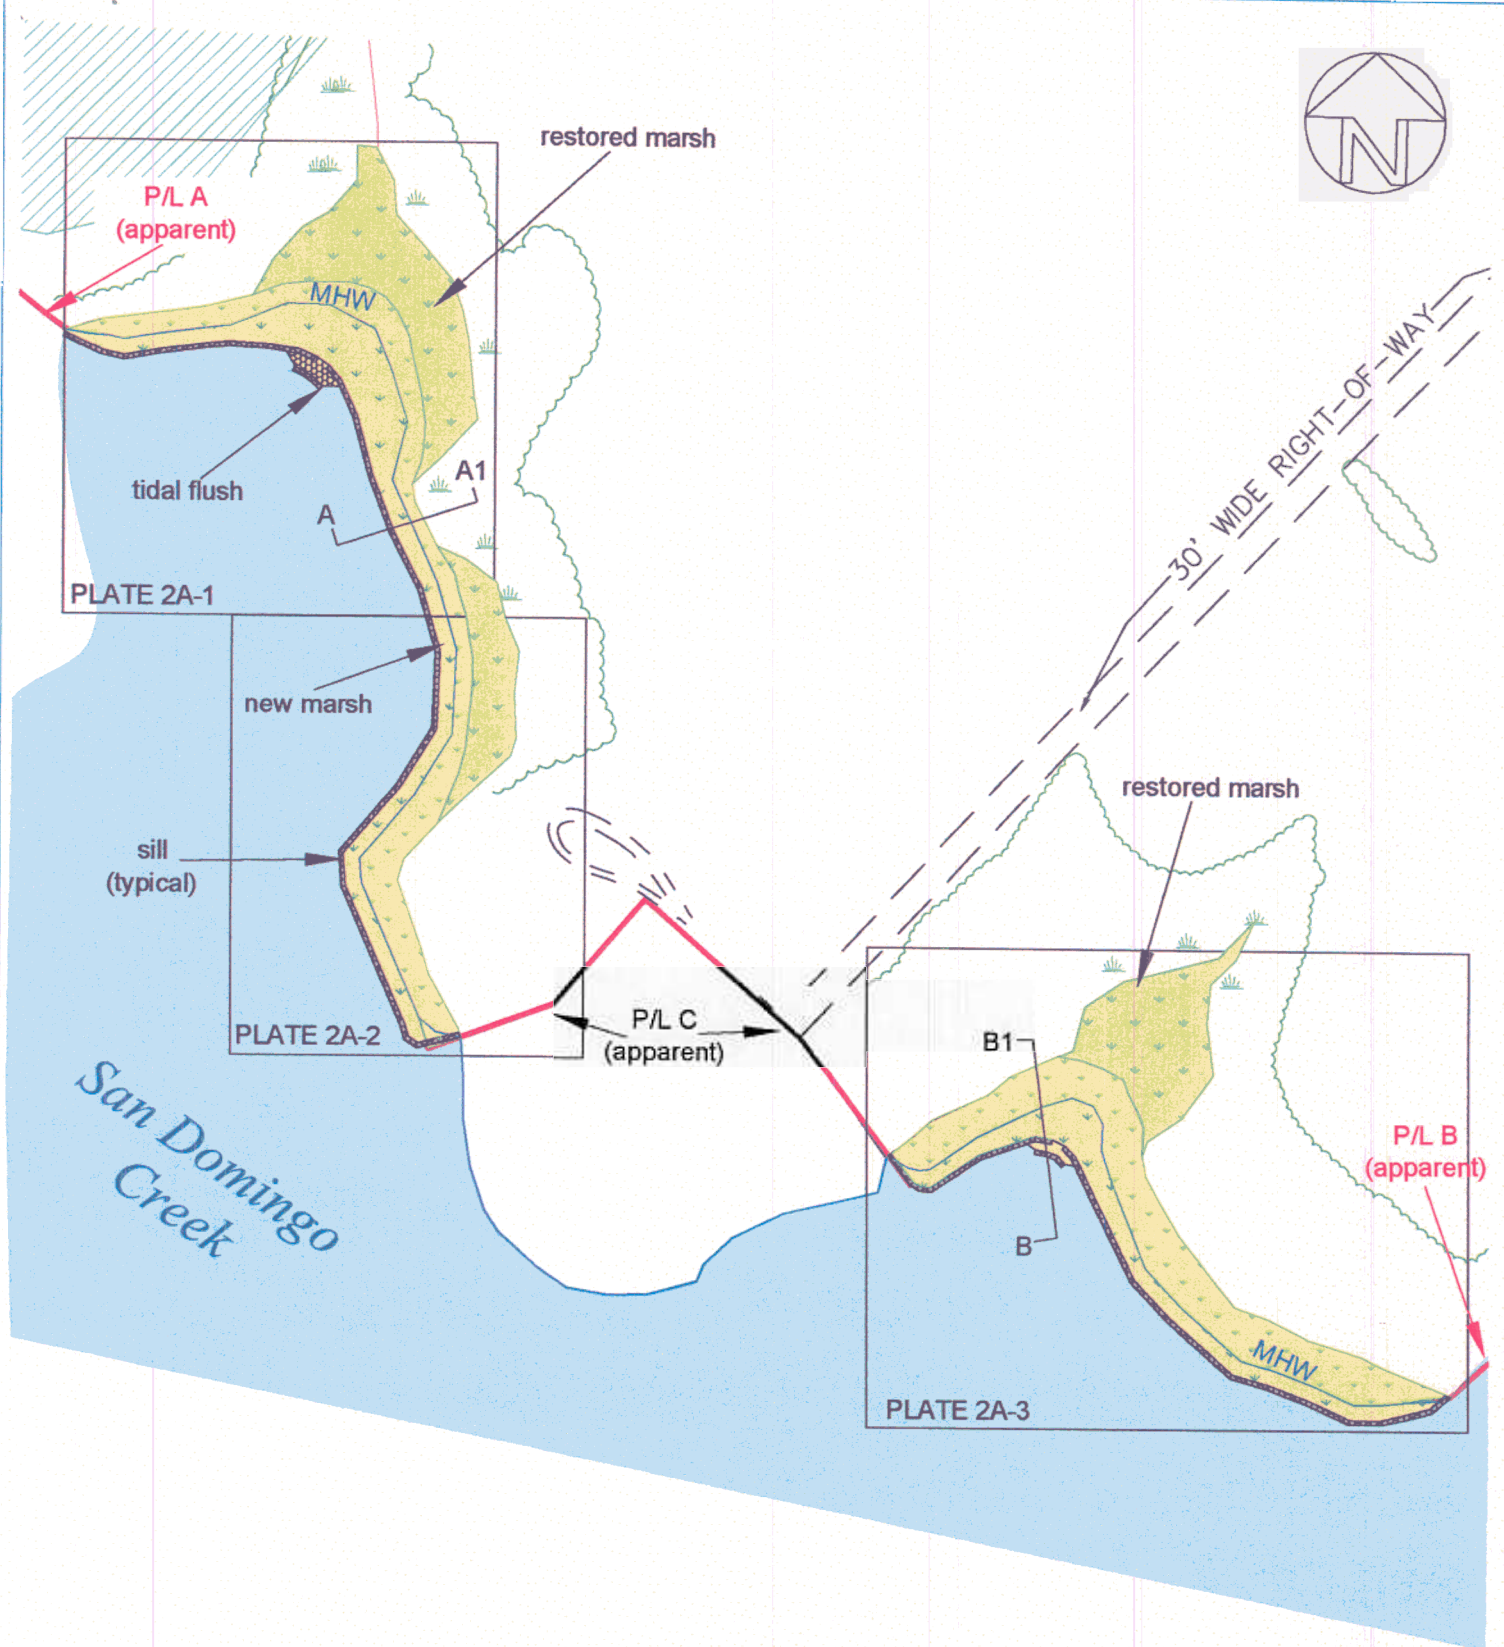 N
restored marsh
P/L A
(apparent)
MHW
tidal flush
A1
A
PLATE 2A-1
30' WIDE RIGHT-OF-WAY
new marsh
restored marsh
sill
(typical)
P/L C
(apparent)
PLATE 2A-2
B1
San Domingo
Creek
P/L B
(apparent)
B
MHW
PLATE 2A-3